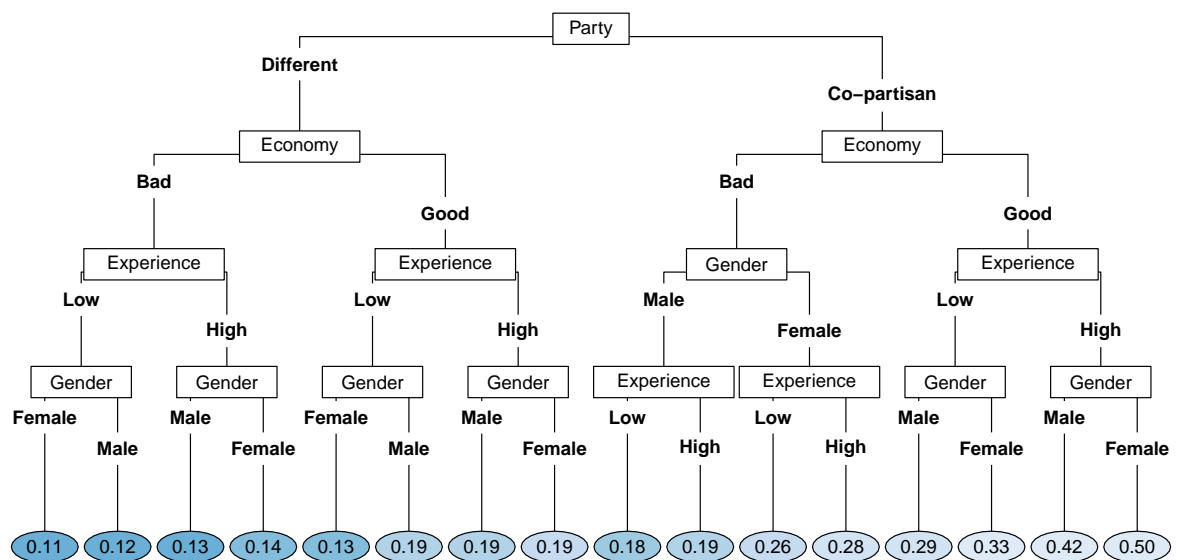 Party
Different
Co−partisan
Economy Economy
Bad Bad
Good Good
Experience Experience Gender Experience
Low Low Male Low
High High Female High
Gender Gender Gender Gender Experience Experience Gender Gender
Female Male Female Male Low Low Male Male
Male Female Male Female High High Female Female
0.11 0.12 0.13 0.14 0.13 0.19 0.19 0.19 0.18 0.19 0.26 0.28 0.29 0.33 0.42 0.50